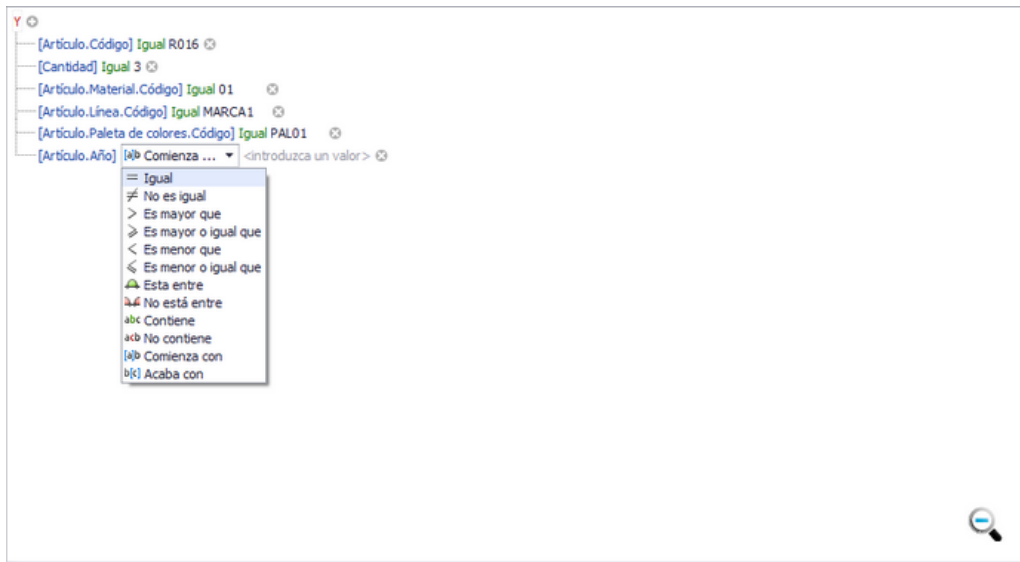 Y
[Artículo.Código] Igual R016
[Cantidad] Igual 3
[Artículo.Material.Código] Igual 01
[Artículo.Línea.Código] Igual MARCA1
[Artículo.Paleta de colores.Código] Igual PAL01
[Artículo.Año] [a]b Comienza ... <introduzca un valor>
= Igual
≠ No es igual
> Es mayor que
⩾ Es mayor o igual que
< Es menor que
⩽ Es menor o igual que
Esta entre
No está entre
abc Contiene
acb No contiene
[a]b Comienza con
b[c] Acaba con